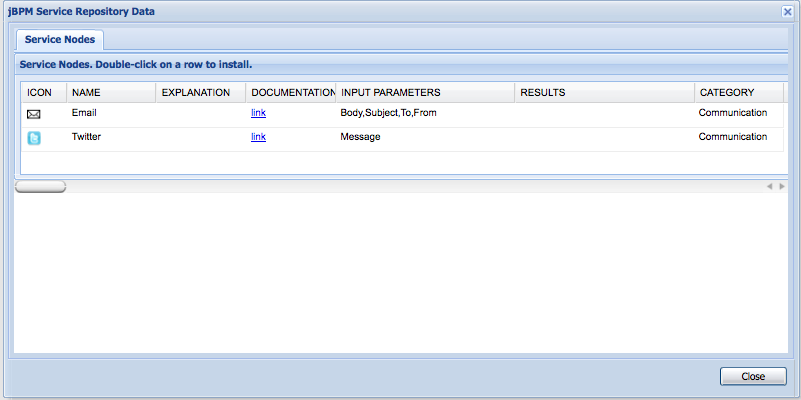 jBPM Service Repository Data
Service Nodes
Service Nodes. Double-click on a row to install.
ICON NAME EXPLANATION DOCUMENTATION INPUT PARAMETERS RESULTS CATEGORY
Email link Body,Subject,To,From Communication
Twitter link Message Communication
Close